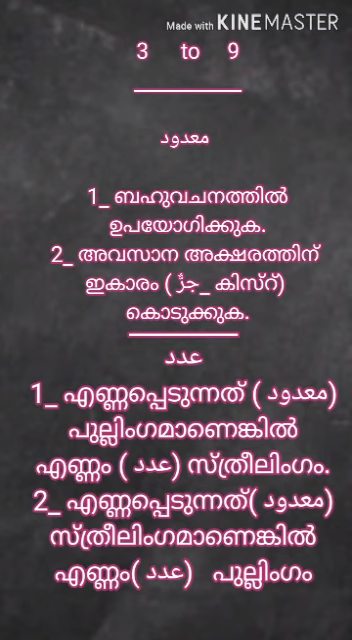 Made with KINEMASTER
3 to 9
معدود
1_ ബഹുവചനത്തിൽ
ഉപയോഗിക്കുക.
2_ അവസാന അക്ഷരത്തിന്
ഇകാരം ( جرٌّ_ കിസ്റ്)
കൊടുക്കുക.
عدد
1_ എണ്ണപ്പെടുന്നത് ( معدود)
പുല്ലിംഗമാണെങ്കിൽ
എണ്ണം ( عدد) സ്ത്രീലിംഗം.
2_ എണ്ണപ്പെടുന്നത്( معدود)
സ്ത്രീലിംഗമാണെങ്കിൽ
എണ്ണം( عدد) പുല്ലിംഗം